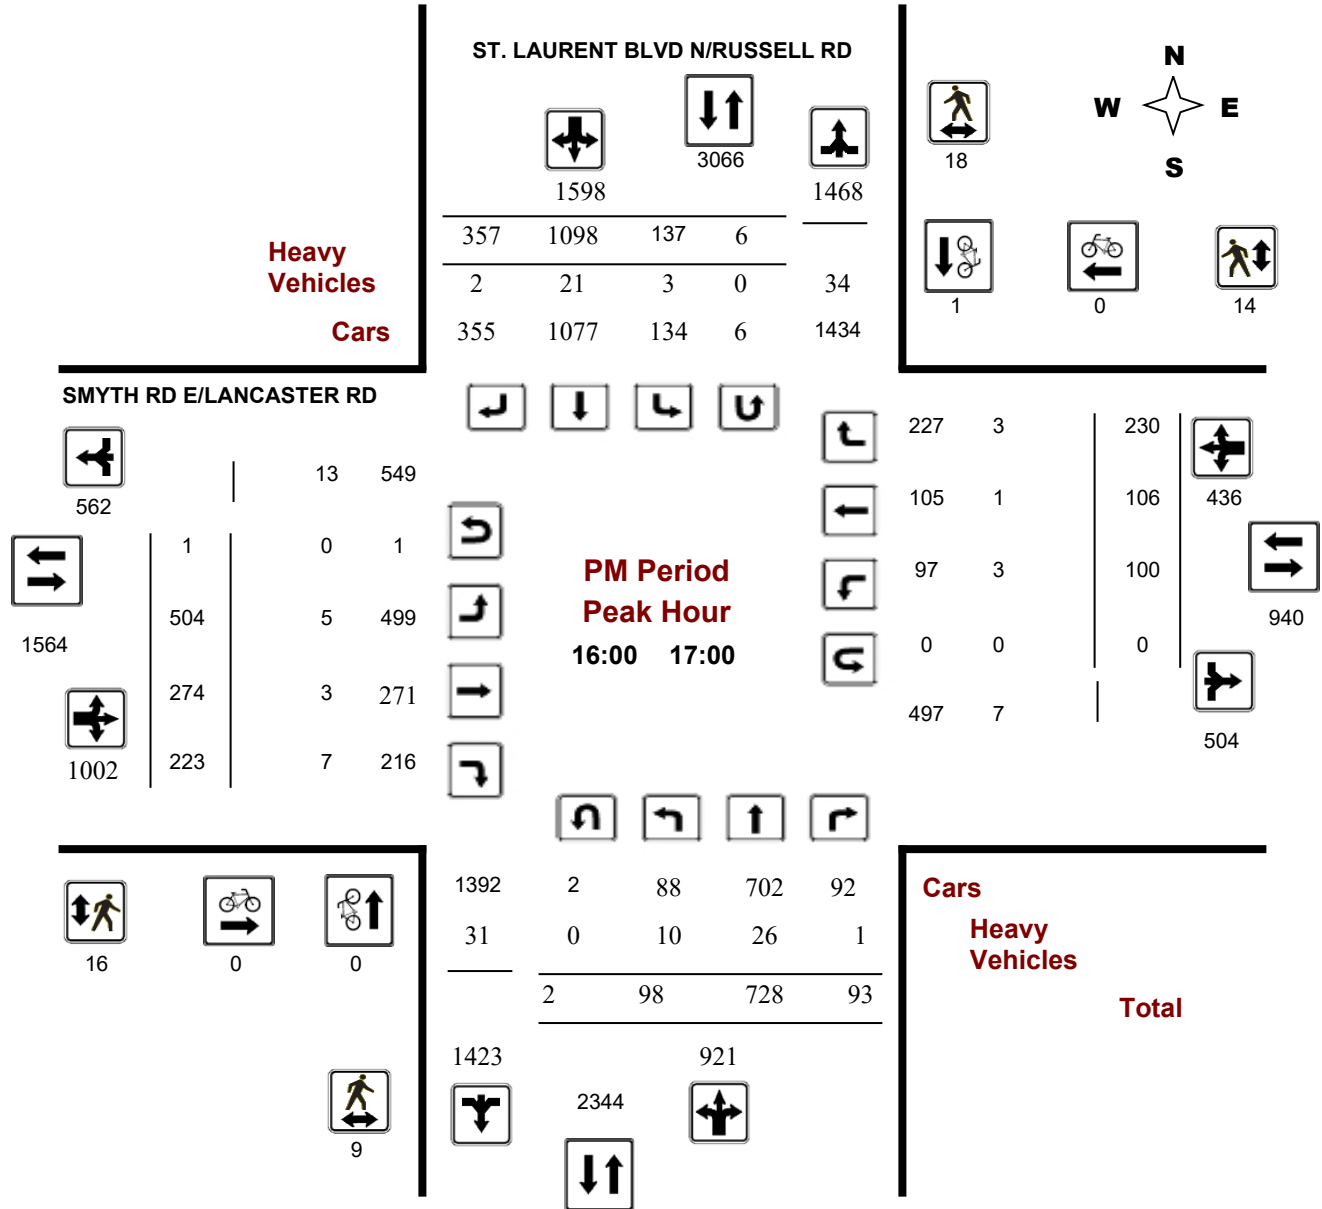 ST. LAURENT BLVD N/RUSSELL RD
N
W E
S
3066
18
1598 1468
357 1098 137 6
Heavy
Vehicles
2 21 3 0 34
1 0 14
Cars
355 1077 134 6 1434
SMYTH RD E/LANCASTER RD
227 3 230
13 549
562
105 1 106 436
1 0 1
PM Period
Peak Hour
16:00 17:00
97 3 100
504 5 499
940
1564
0 0 0
274 3 271
497 7
504
1002 223 7 216
1392 2 88 702 92
Cars
31 0 10 26 1
Heavy
Vehicles
16 0 0
2 98 728 93
Total
1423 921
2344
9